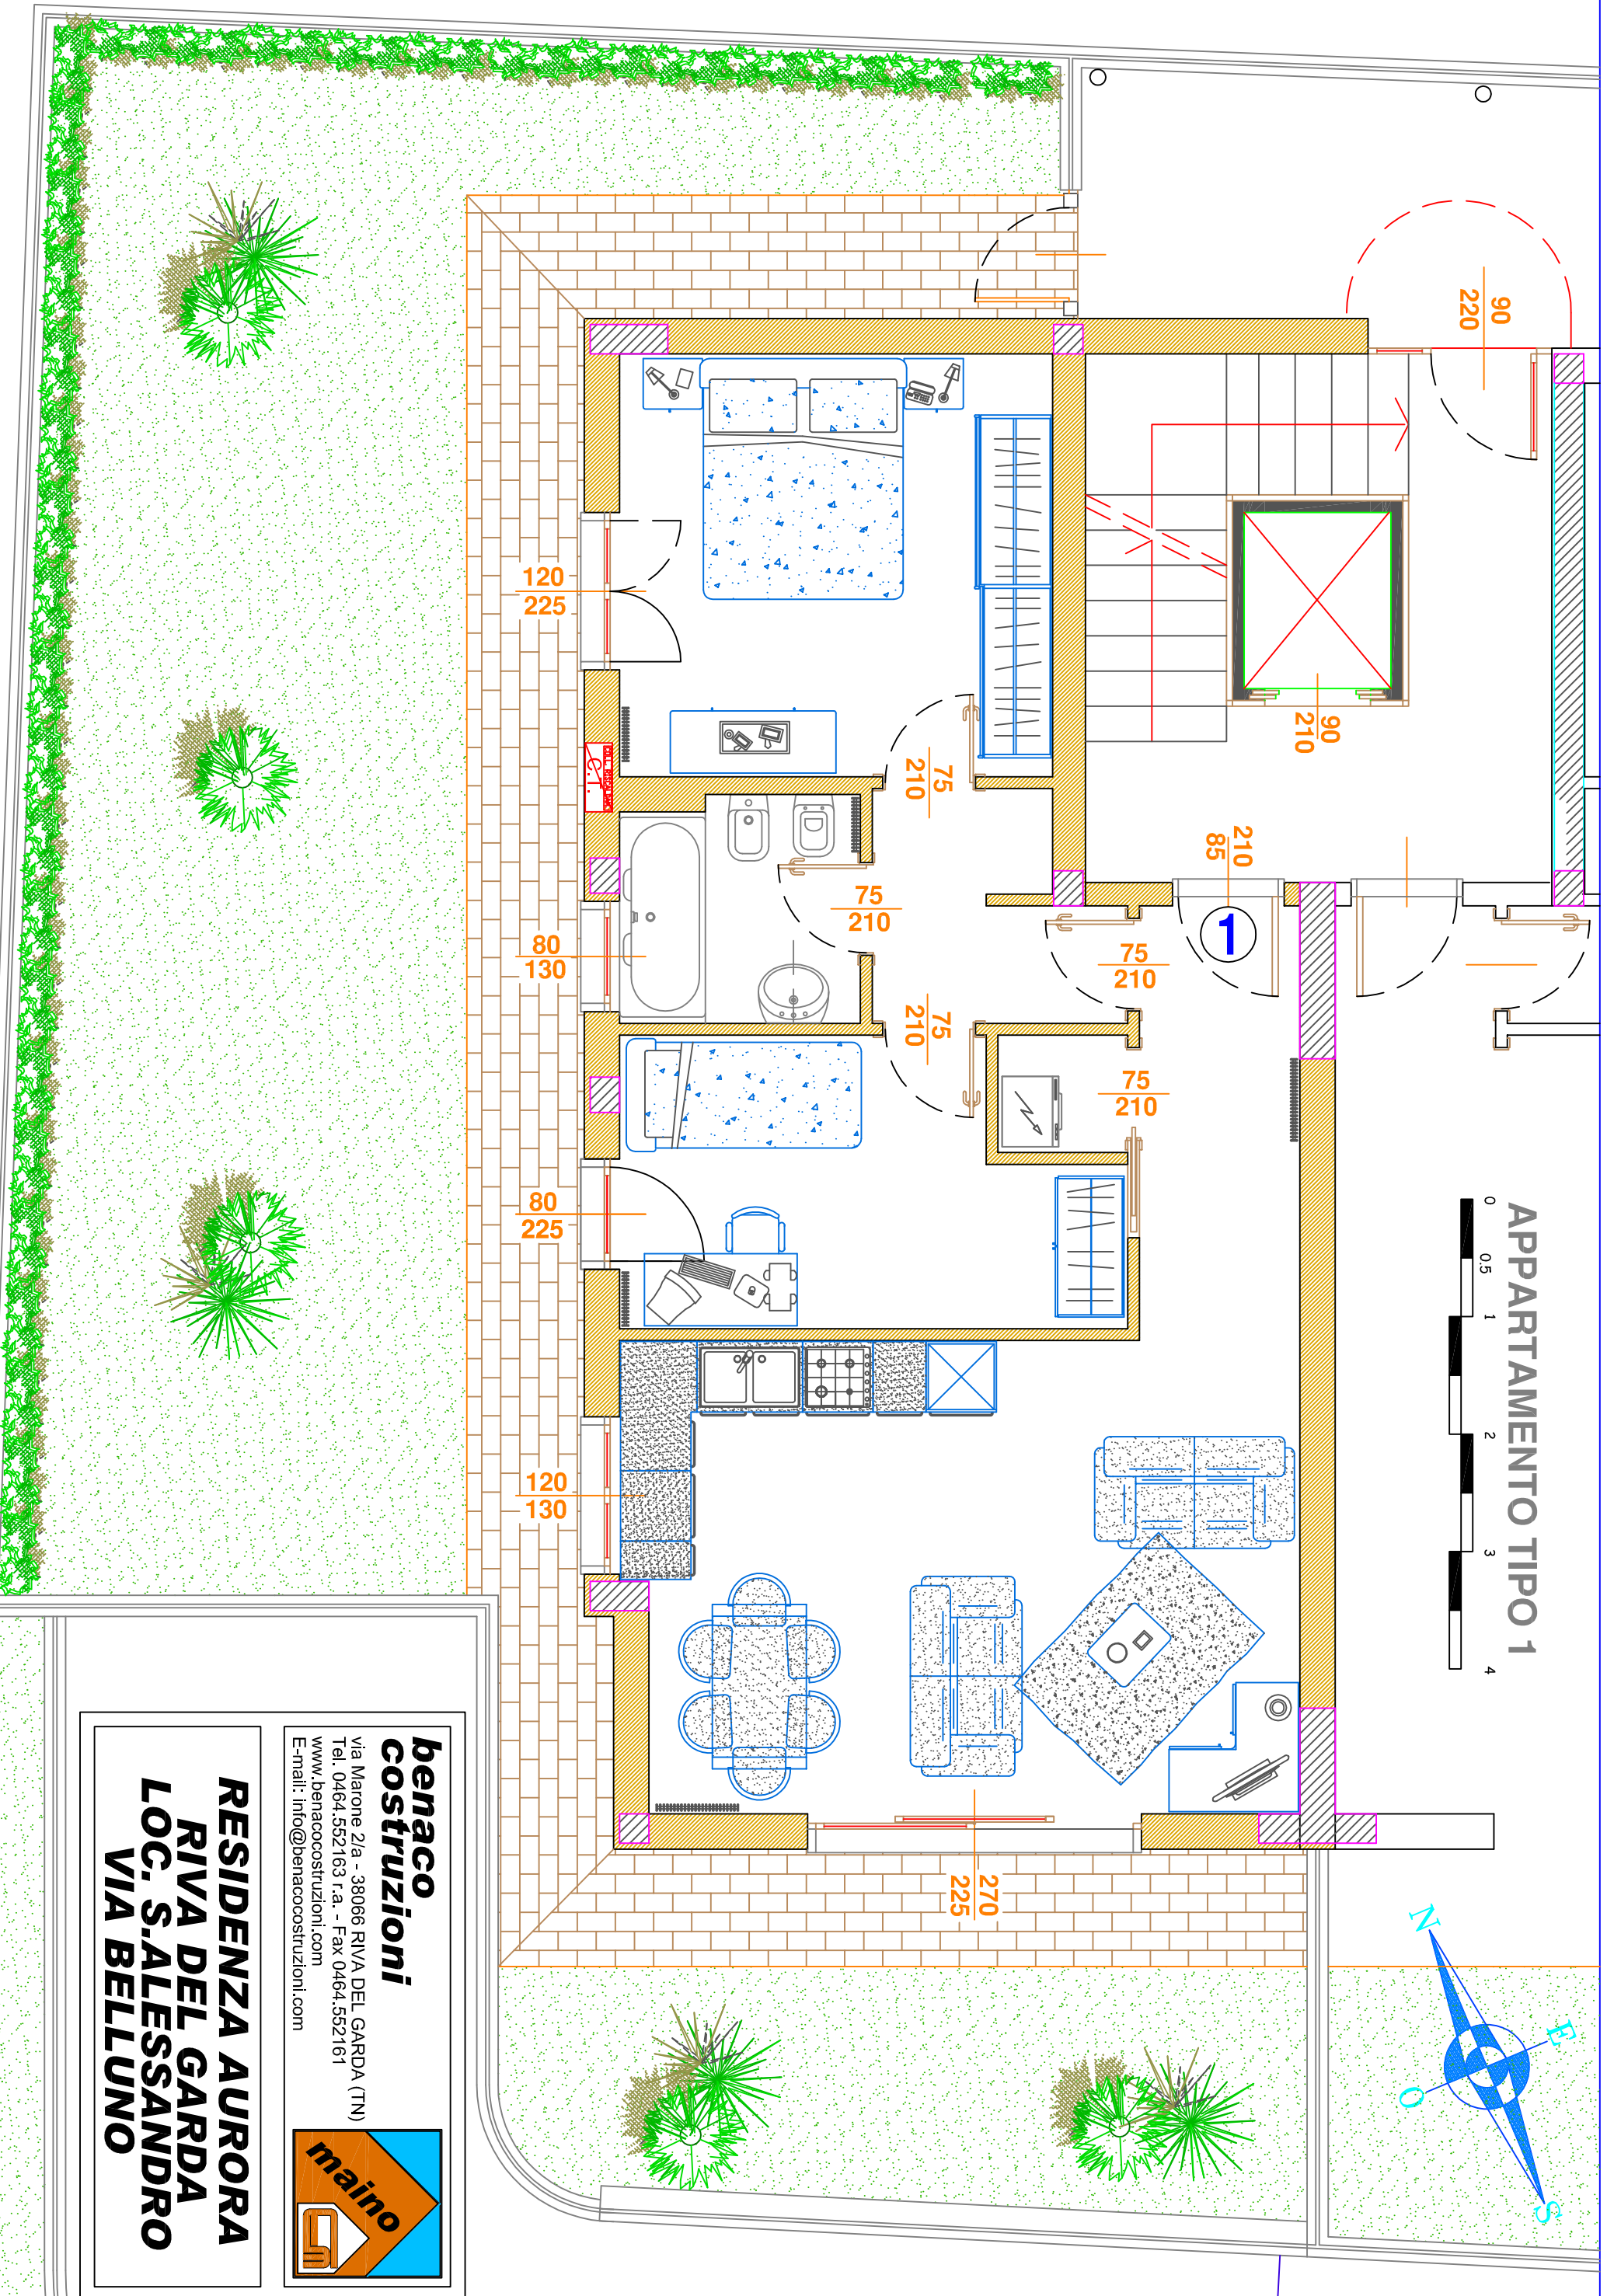 APPARTAMENTO TIPO 1
0
0.5
1
2
3
4
90
220
90
210
210
85
1
75
210
75
210
75
210
75
210
75
210
120
225
80
130
80
225
120
130
270
225
C.T.
N
E
S
O
benaco
costruzioni
via Marone 2/a - 38066 RIVA DEL GARDA (TN)
Tel. 0464.552163 r.a. - Fax 0464.552161
www.benacocostruzioni.com
E-mail: info@benacocostruzioni.com
maino
RESIDENZA AURORA
RIVA DEL GARDA
LOC. S.ALESSANDRO
VIA BELLUNO